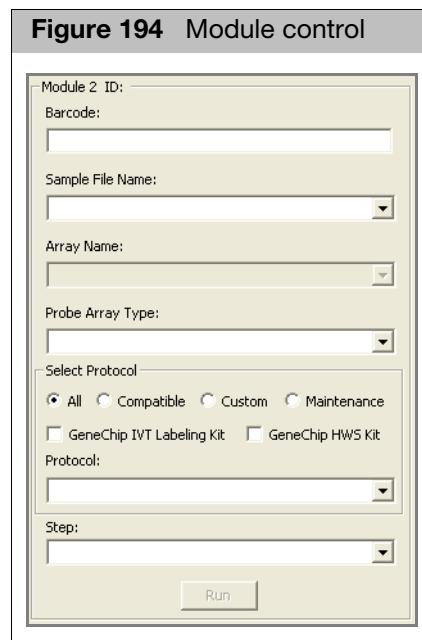 Figure 194 Module control
Module 2 ID:
Barcode:
Sample File Name:
Array Name:
Probe Array Type:
Select Protocol
All Compatible Custom Maintenance
GeneChip IVT Labeling Kit GeneChip HWS Kit
Protocol:
Step:
Run